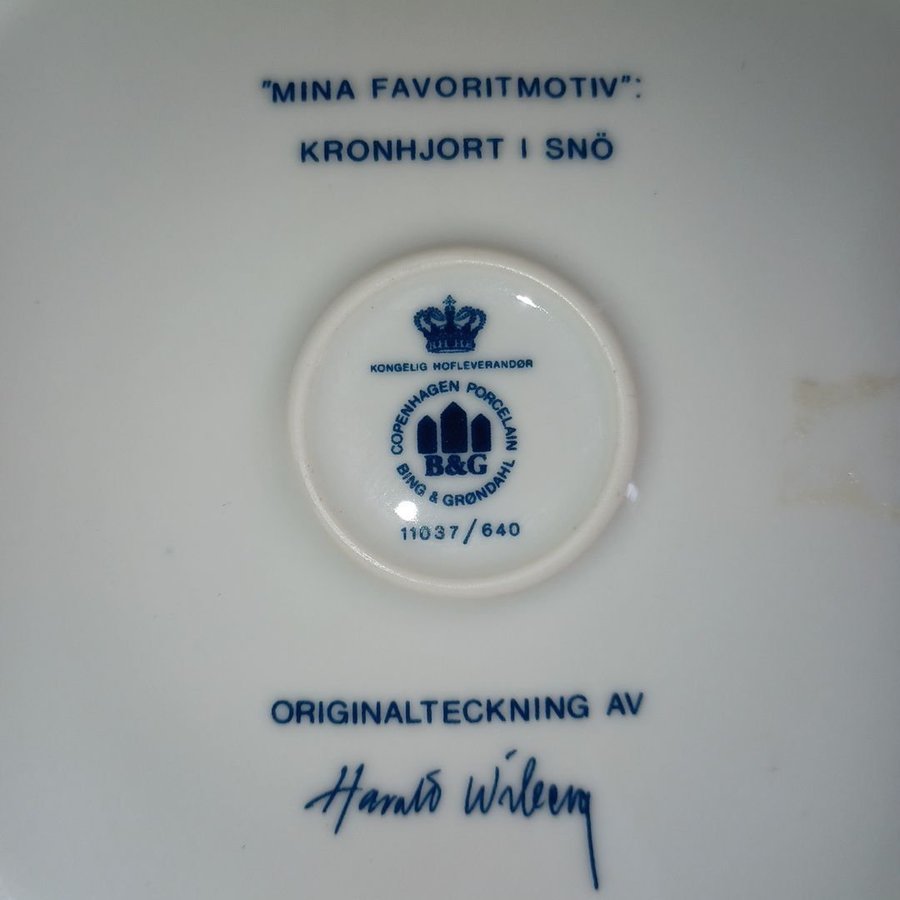 "MINA FAVORITMOTIV":
KRONHJORT I SNÖ
KONGELIG HOFLEVERANDØR
COPENHAGEN PORCELAIN
B&G
BING & GRØNDAHL
11037/640
ORIGINALTECKNING AV
Harald Wiberg